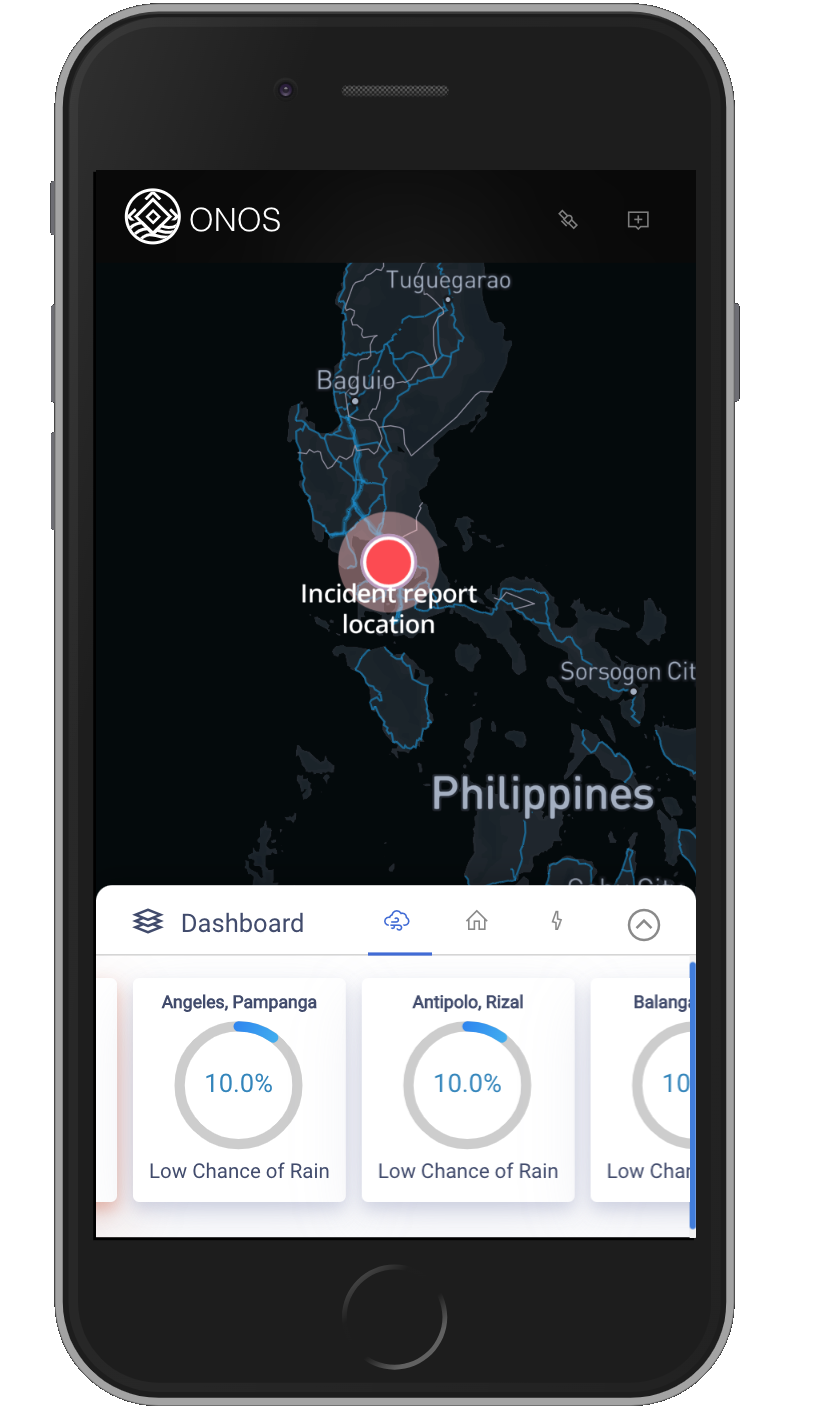 ONOS
Tuguegarao
Baguio
Incident report
location
Sorsogon Cit
Philippines
Dashboard
Angeles, Pampanga
Antipolo, Rizal
Balanga
10.0%
10.0%
10
Low Chance of Rain
Low Chance of Rain
Low Char